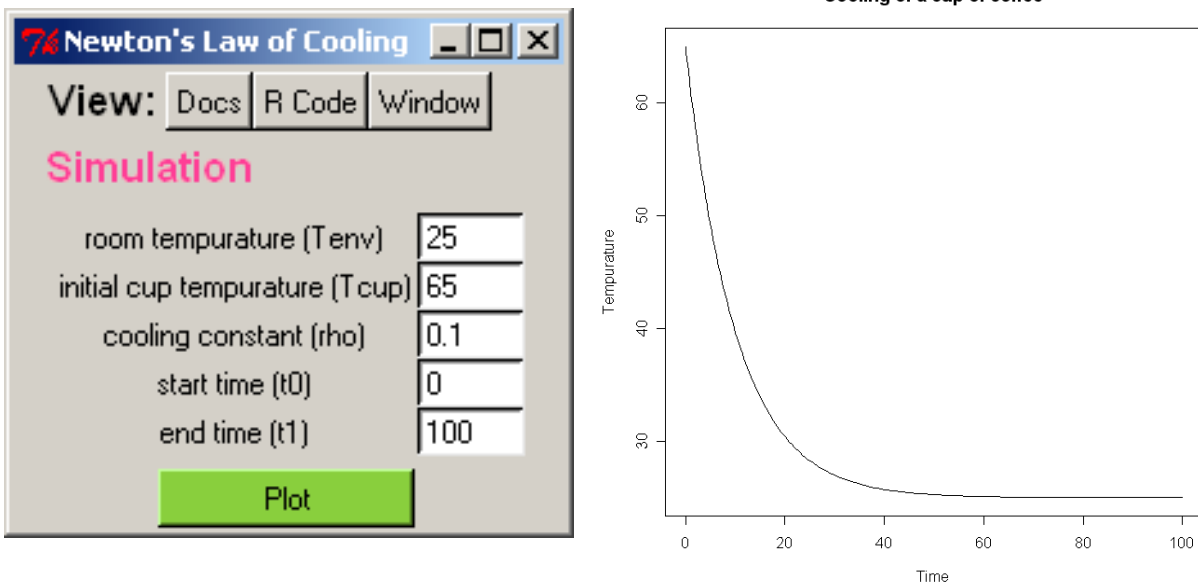 Newton's Law of Cooling
View: Docs R Code Window
Simulation
room tempurature (Tenv) 25
initial cup tempurature (Tcup) 65
cooling constant (rho) 0.1
start time (t0) 0
end time (t1) 100
Plot
Tempurature
60
50
40
30
0 20 40 60 80 100
Time